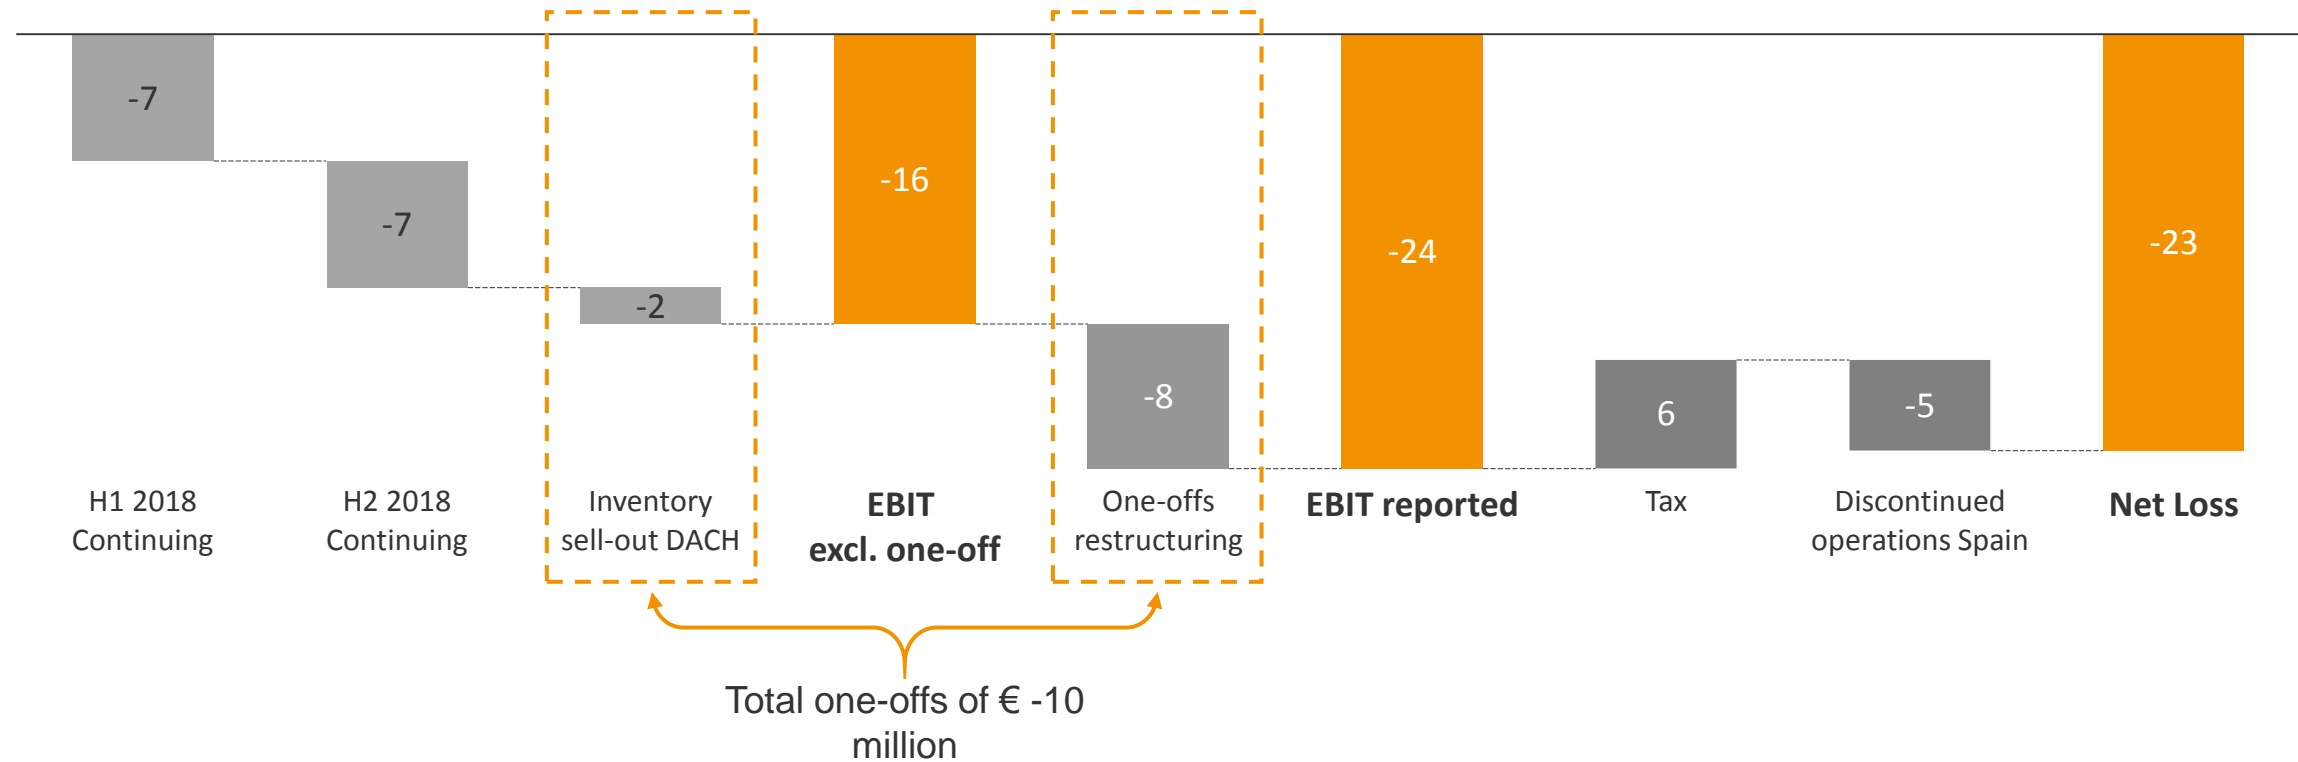 -7
-7
-2
-16
-8
-24
6
-5
-23
H1 2018
Continuing
H2 2018
Continuing
Inventory
sell-out DACH
EBIT
excl. one-off
One-offs
restructuring
EBIT reported
Tax
Discontinued
operations Spain
Net Loss
Total one-offs of € -10
million